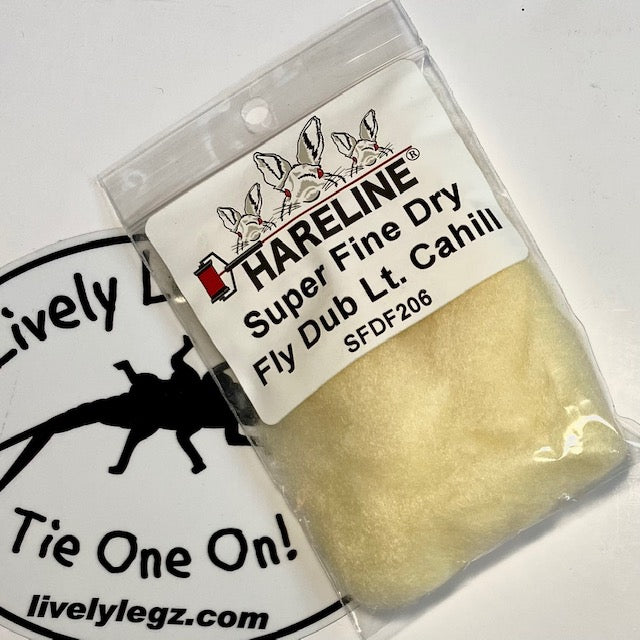 HARELINE®
Super Fine Dry
Fly Dub Lt. Cahill
SFDF206
Lively
Tie One On!
livelylegz.com